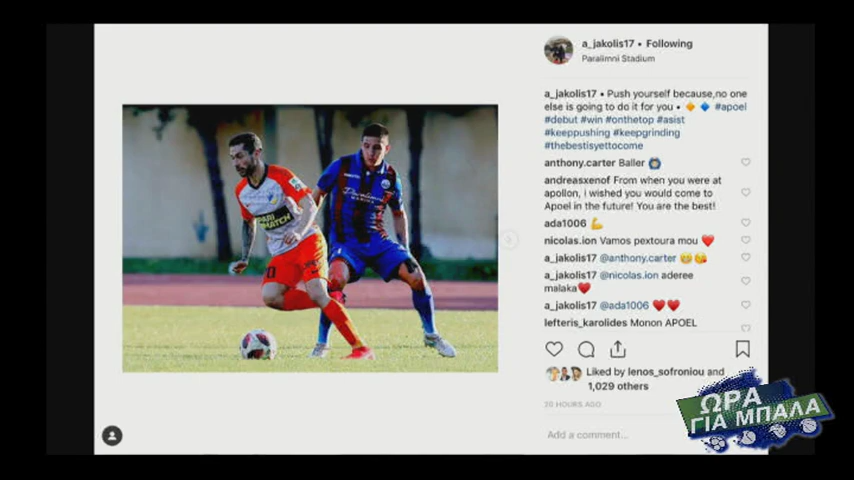 a_jakolis17 • Following
Paralimni Stadium
a_jakolis17 • Push yourself because,no one
else is going to do it for you • 🔸 🔹 #apoel
#debut #win #onthetop #asist
#keeppushing #keepgrinding
#thebestisyettocome
anthony.carter Baller
andreasxenof From when you were at
apollon, i wished you would come to
Apoel in the future! You are the best!
ada1006 💪
nicolas.ion Vamos pextoura mou ❤️
a_jakolis17 @anthony.carter
a_jakolis17 @nicolas.ion aderee
malaka❤️
a_jakolis17 @ada1006 ❤️❤️
lefteris_karolides Monon APOEL
Liked by lenos_sofroniou and
1,029 others
20 HOURS AGO
Add a comment...
ΩΡΑ
ΓΙΑ ΜΠΑΛΑ
PARI
MATCH